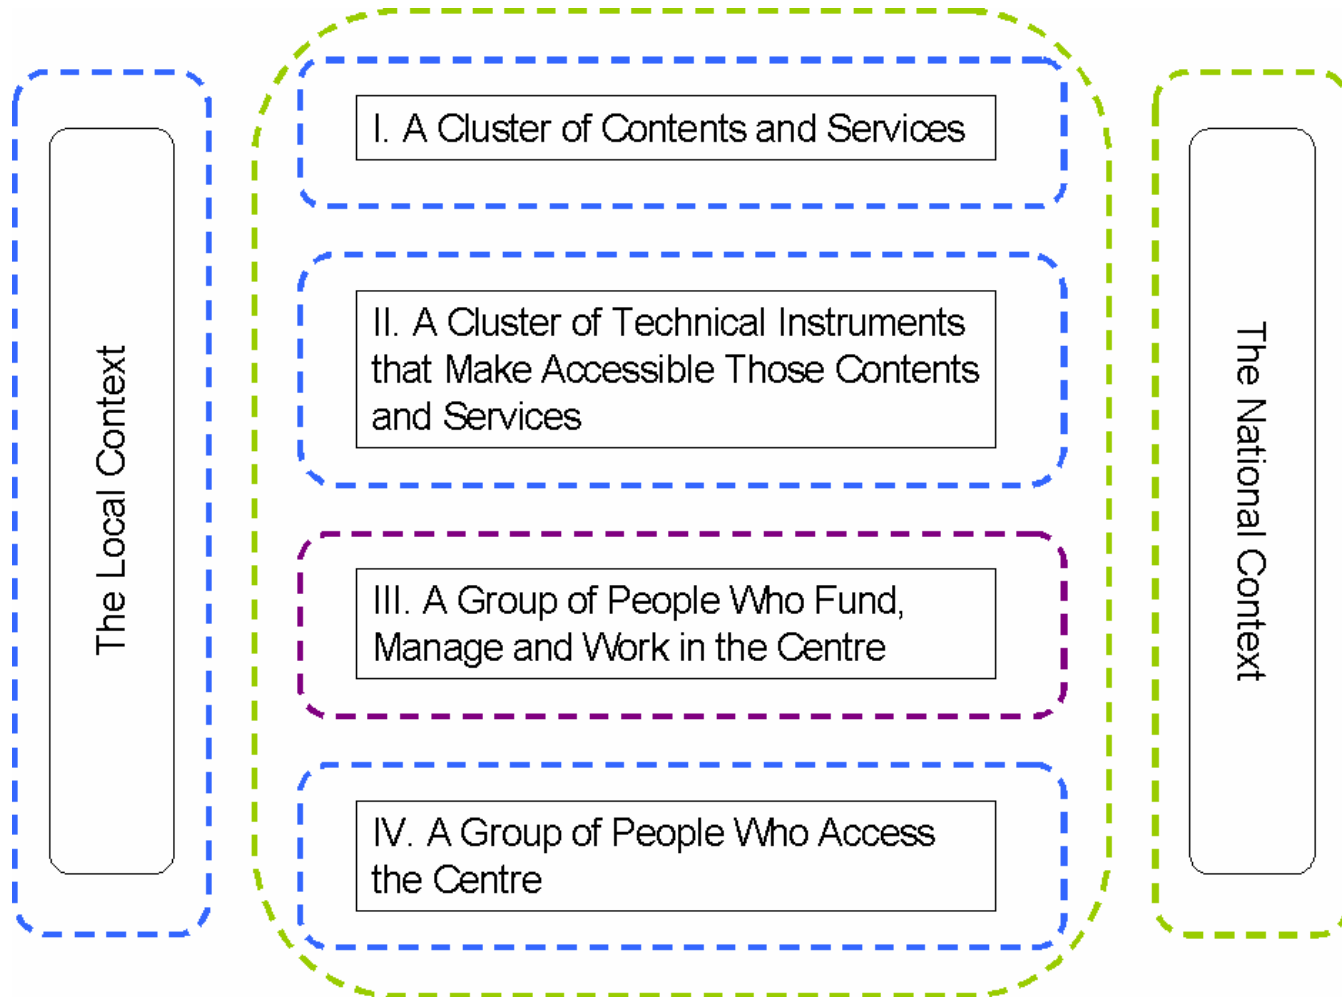 The Local Context
I. A Cluster of Contents and Services
II. A Cluster of Technical Instruments
that Make Accessible Those Contents
and Services
III. A Group of People Who Fund,
Manage and Work in the Centre
IV. A Group of People Who Access
the Centre
The National Context